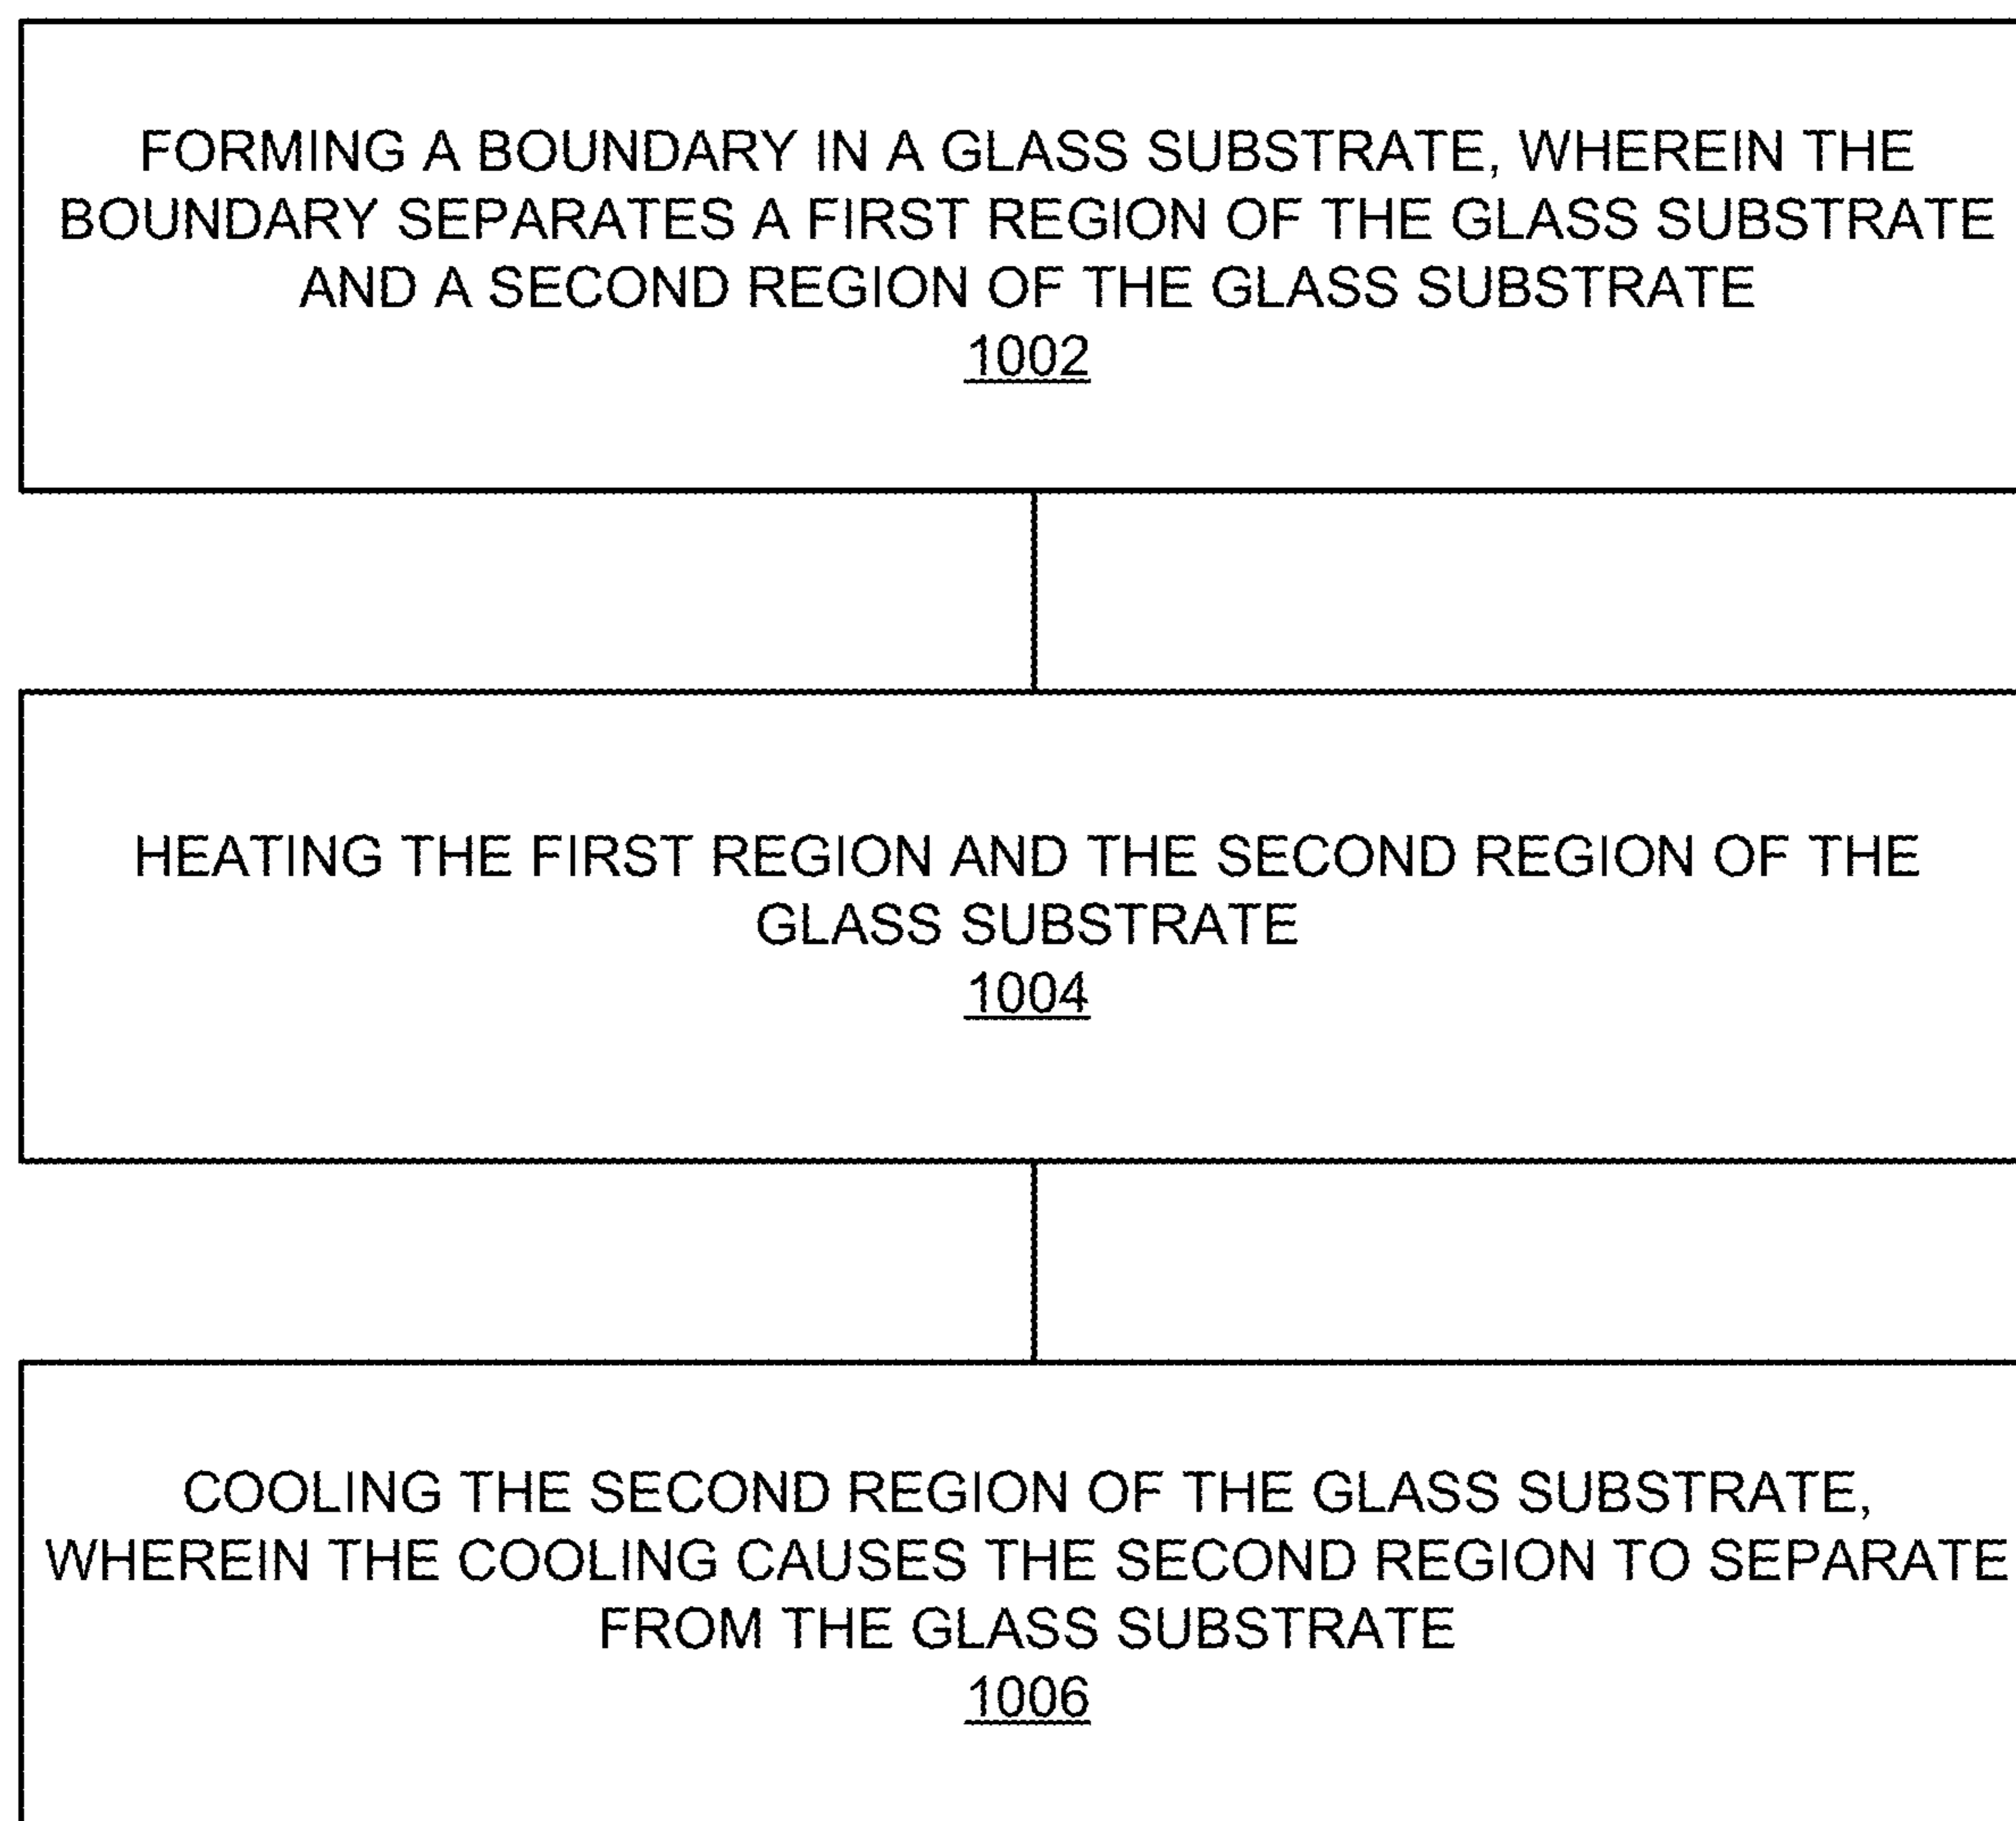 FORMING A BOUNDARY IN A GLASS SUBSTRATE, WHEREIN THE
BOUNDARY SEPARATES A FIRST REGION OF THE GLASS SUBSTRATE
AND A SECOND REGION OF THE GLASS SUBSTRATE
1002
HEATING THE FIRST REGION AND THE SECOND REGION OF THE
GLASS SUBSTRATE
1004
COOLING THE SECOND REGION OF THE GLASS SUBSTRATE,
WHEREIN THE COOLING CAUSES THE SECOND REGION TO SEPARATE
FROM THE GLASS SUBSTRATE
1006